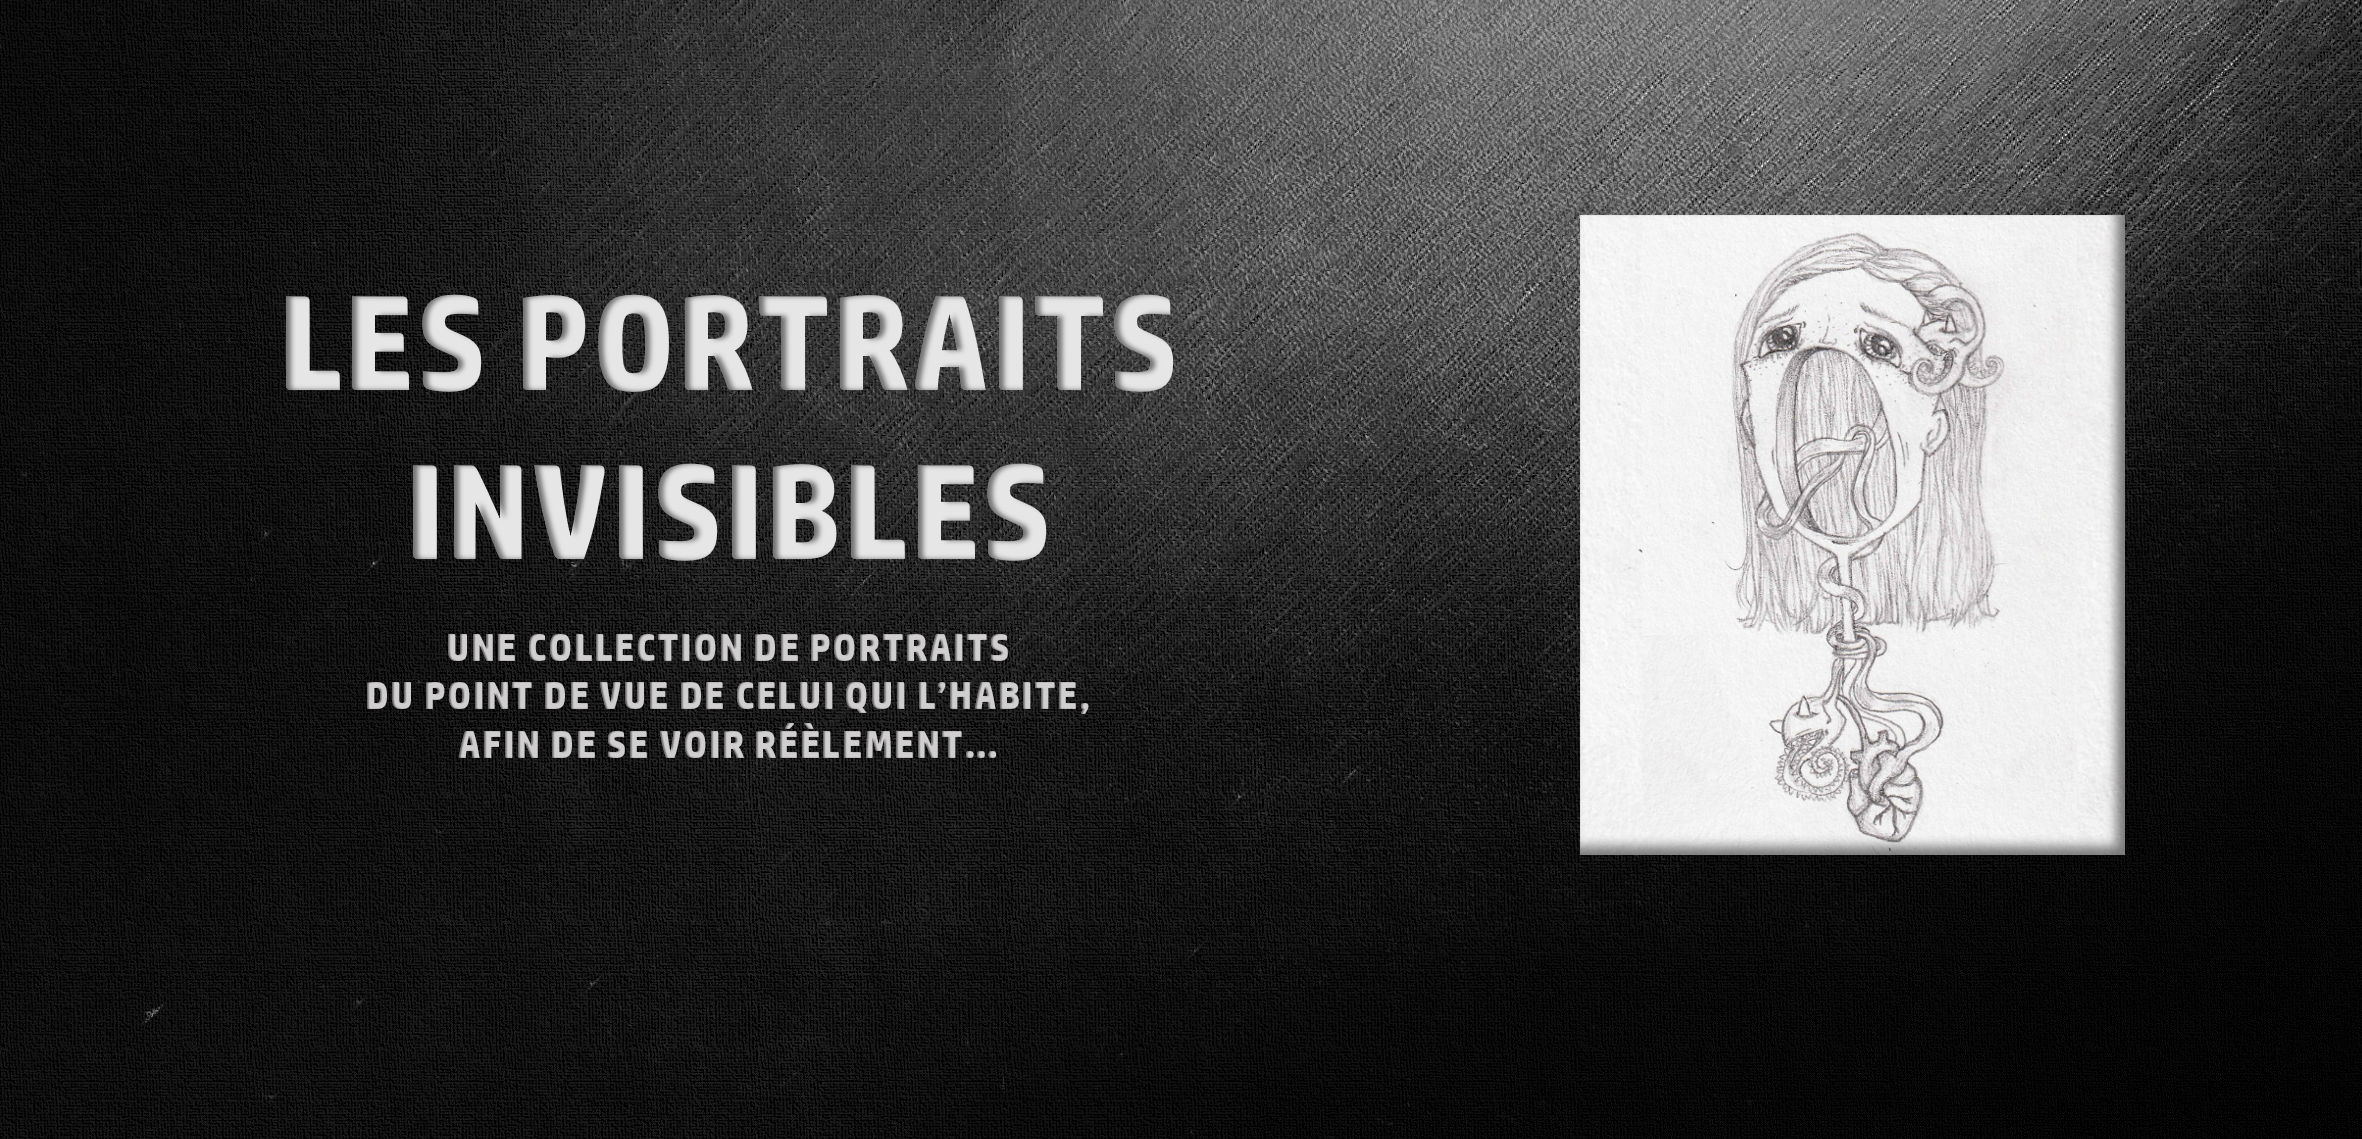 LES PORTRAITS
INVISIBLES
UNE COLLECTION DE PORTRAITS
DU POINT DE VUE DE CELUI QUI L’HABITE,
AFIN DE SE VOIR RÉÈLEMENT...